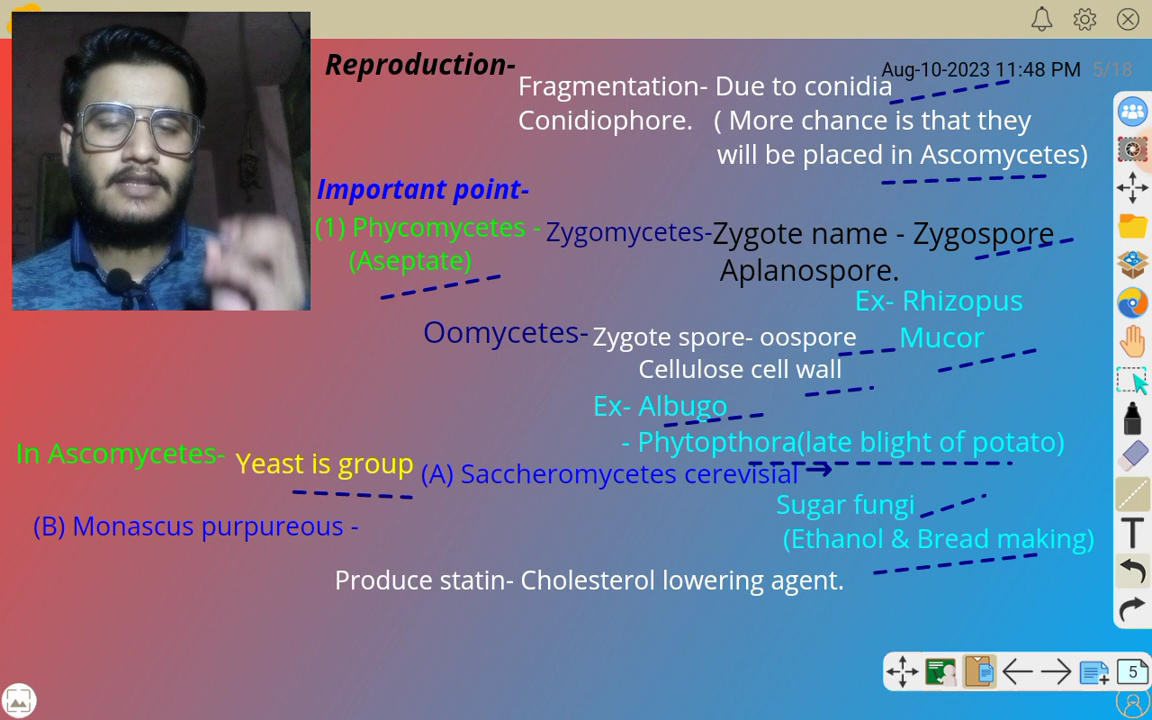 Aug-10-2023 11:48 PM 5/18
Reproduction-
Fragmentation- Due to conidia
Conidiophore. ( More chance is that they
will be placed in Ascomycetes)
Important point-
(1) Phycomycetes - Zygomycetes-Zygote name - Zygospore
(Aseptate)
Aplanospore.
Ex- Rhizopus
Mucor
Oomycetes- Zygote spore- oospore
Cellulose cell wall
Ex- Albugo
- Phytopthora(late blight of potato)
In Ascomycetes- Yeast is group (A) Saccheromycetes cerevisial →
Sugar fungi
(Ethanol & Bread making)
(B) Monascus purpureous -
Produce statin- Cholesterol lowering agent.
T
5